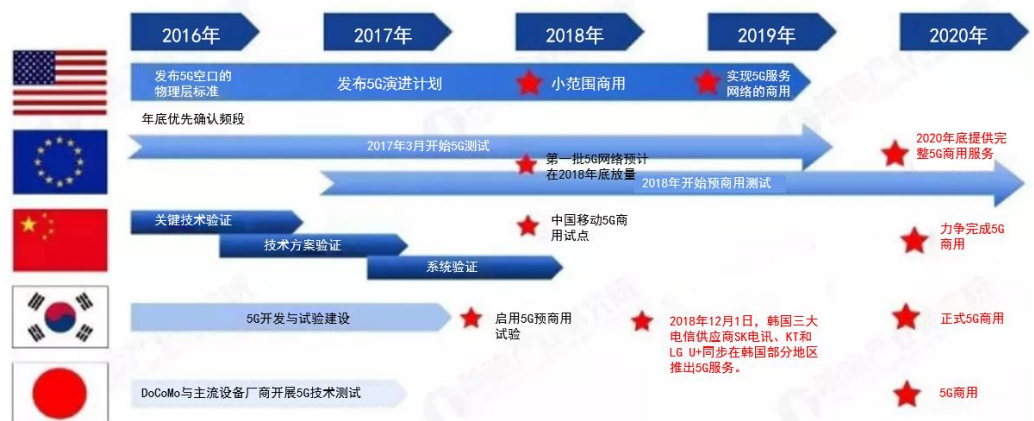 2016年
2017年
2018年
2019年
2020年
发布5G空口的
物理层标准
发布5G演进计划
小范围商用
实现5G服务
网络的商用
年底优先确认频段
2017年3月开始5G测试
第一批5G网络预计
在2018年底放量
2018年开始预商用测试
2020年底提供完
整5G商用服务
关键技术验证
技术方案验证
系统验证
中国移动5G商
用试点
力争完成5G
商用
5G开发与试验建设
启用5G预商用
试验
2018年12月1日，韩国三大
电信供应商SK电讯、KT和
LG U+同步在韩国部分地区
推出5G服务。
正式5G商用
DoCoMo与主流设备厂商开展5G技术测试
5G商用